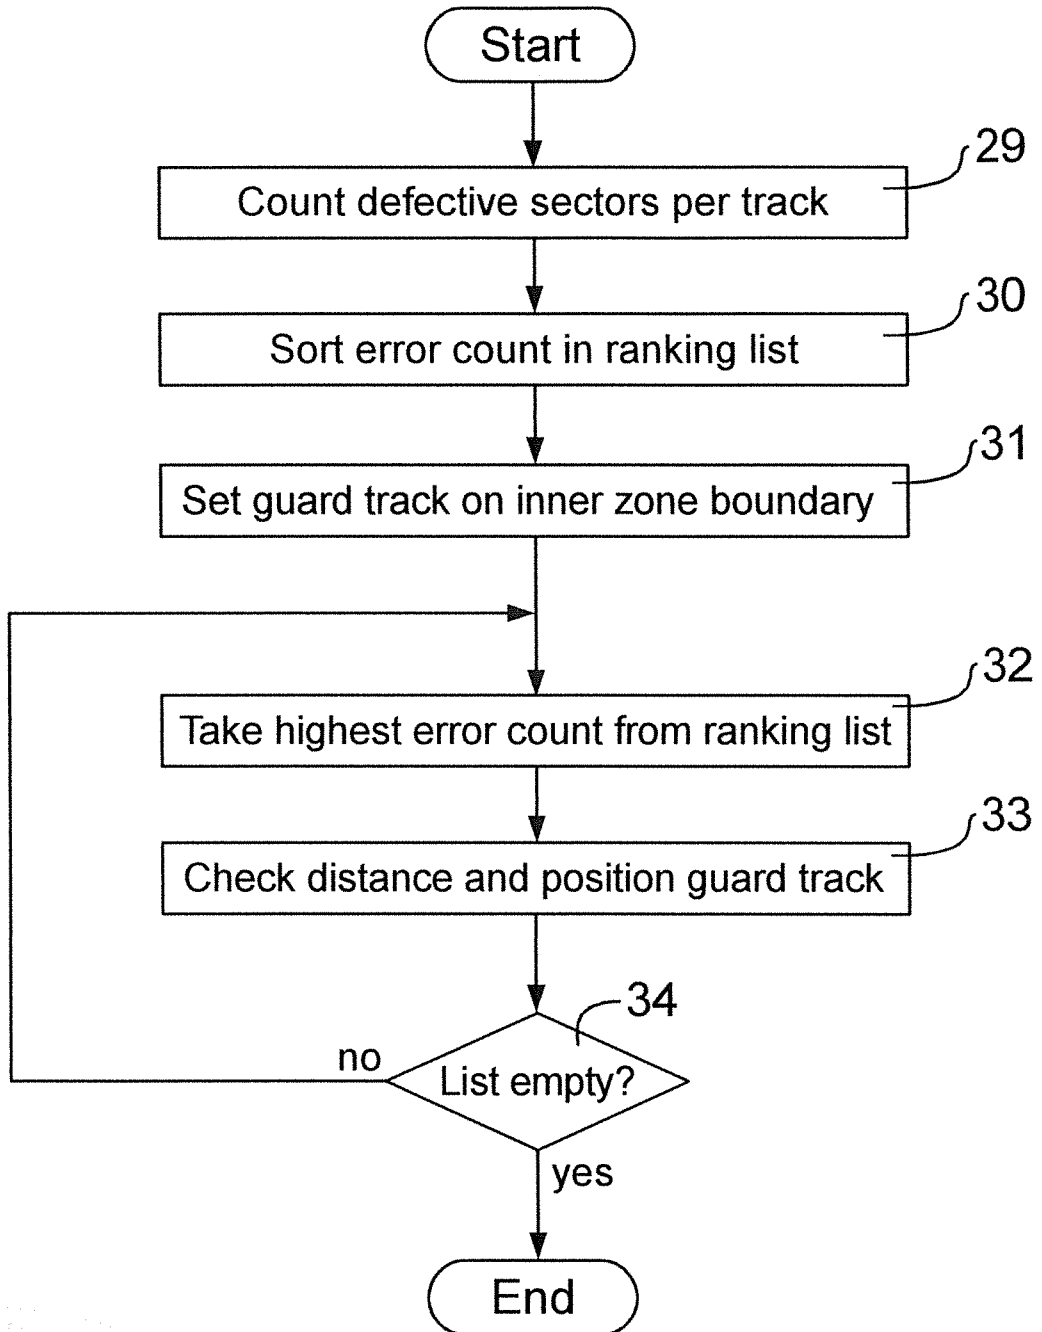 Start
29
Count defective sectors per track
30
Sort error count in ranking list
31
Set guard track on inner zone boundary
32
Take highest error count from ranking list
33
Check distance and position guard track
34
no
List empty?
yes
End